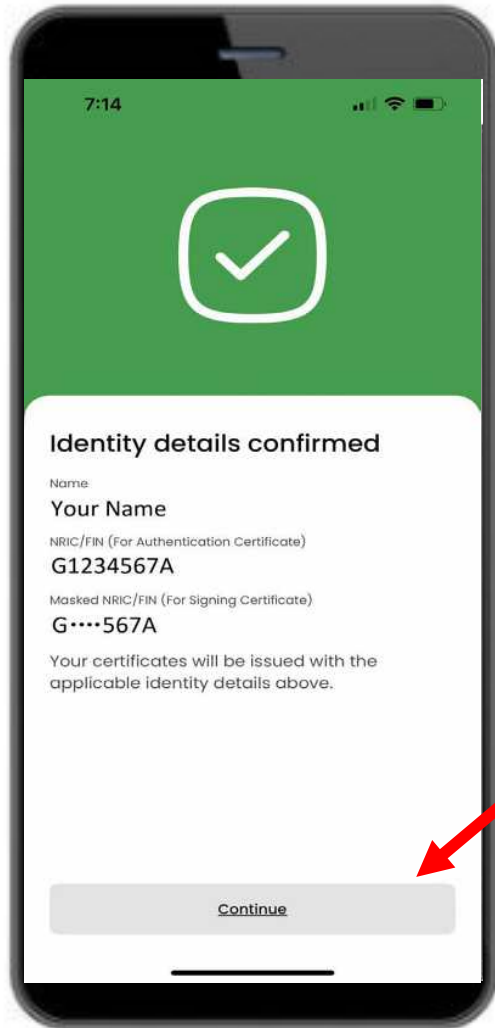 7:14
Identity details confirmed
Name
Your Name
NRIC/FIN (For Authentication Certificate)
G1234567A
Masked NRIC/FIN (For Signing Certificate)
G····567A
Your certificates will be issued with the
applicable identity details above.
Continue